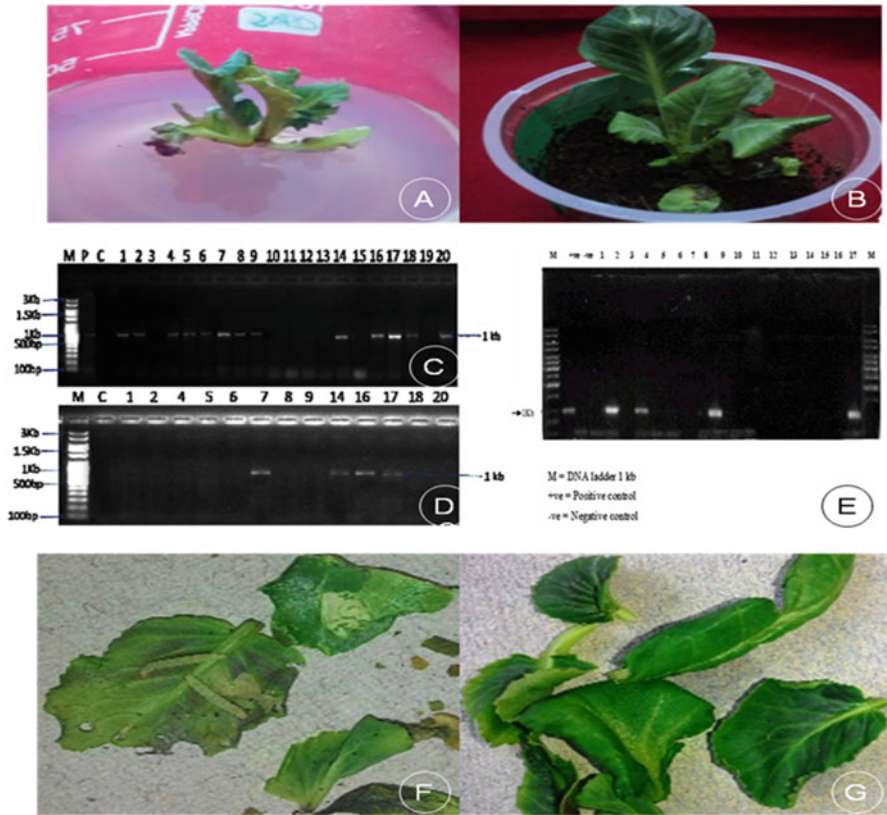 A
B
M P C 1 2 3 4 5 6 7 8 9 10 11 12 13 14 15 16 17 18 19 20
3Kb
1.5Kb
1Kb
500bp
100bp
1 kb
C
M C 1 2 4 5 6 7 8 9 14 16 17 18 20
3Kb
1.5Kb
1Kb
500bp
100bp
1 kb
D
M +ve -ve 1 2 3 4 5 6 7 8 9 10 11 12 13 14 15 16 17 M
M = DNA ladder 1 kb
+ve = Positive control
-ve = Negative control
E
F
G